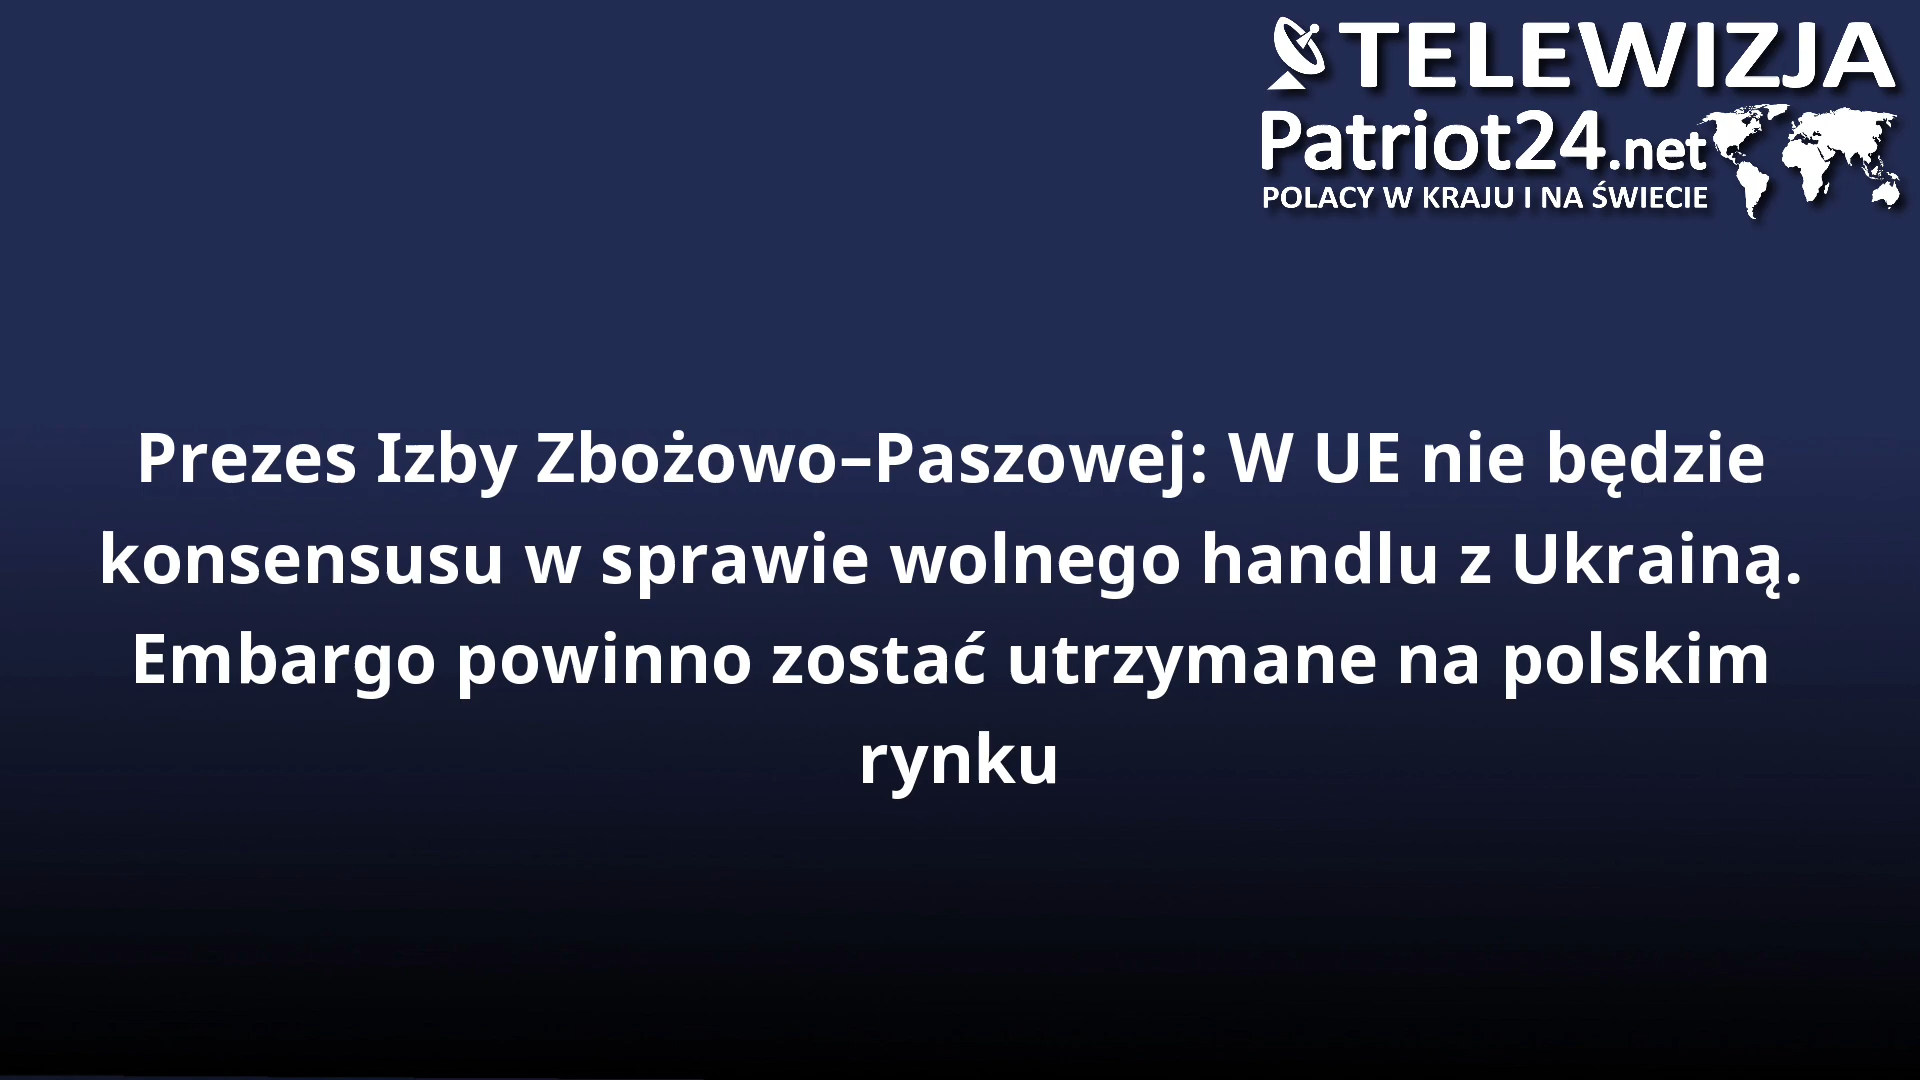 TELEWIZJA
Patriot24.net
POLACY W KRAJU I NA ŚWIECIE
Prezes Izby Zbożowo–Paszowej: W UE nie będzie
konsensusu w sprawie wolnego handlu z Ukrainą.
Embargo powinno zostać utrzymane na polskim
rynku